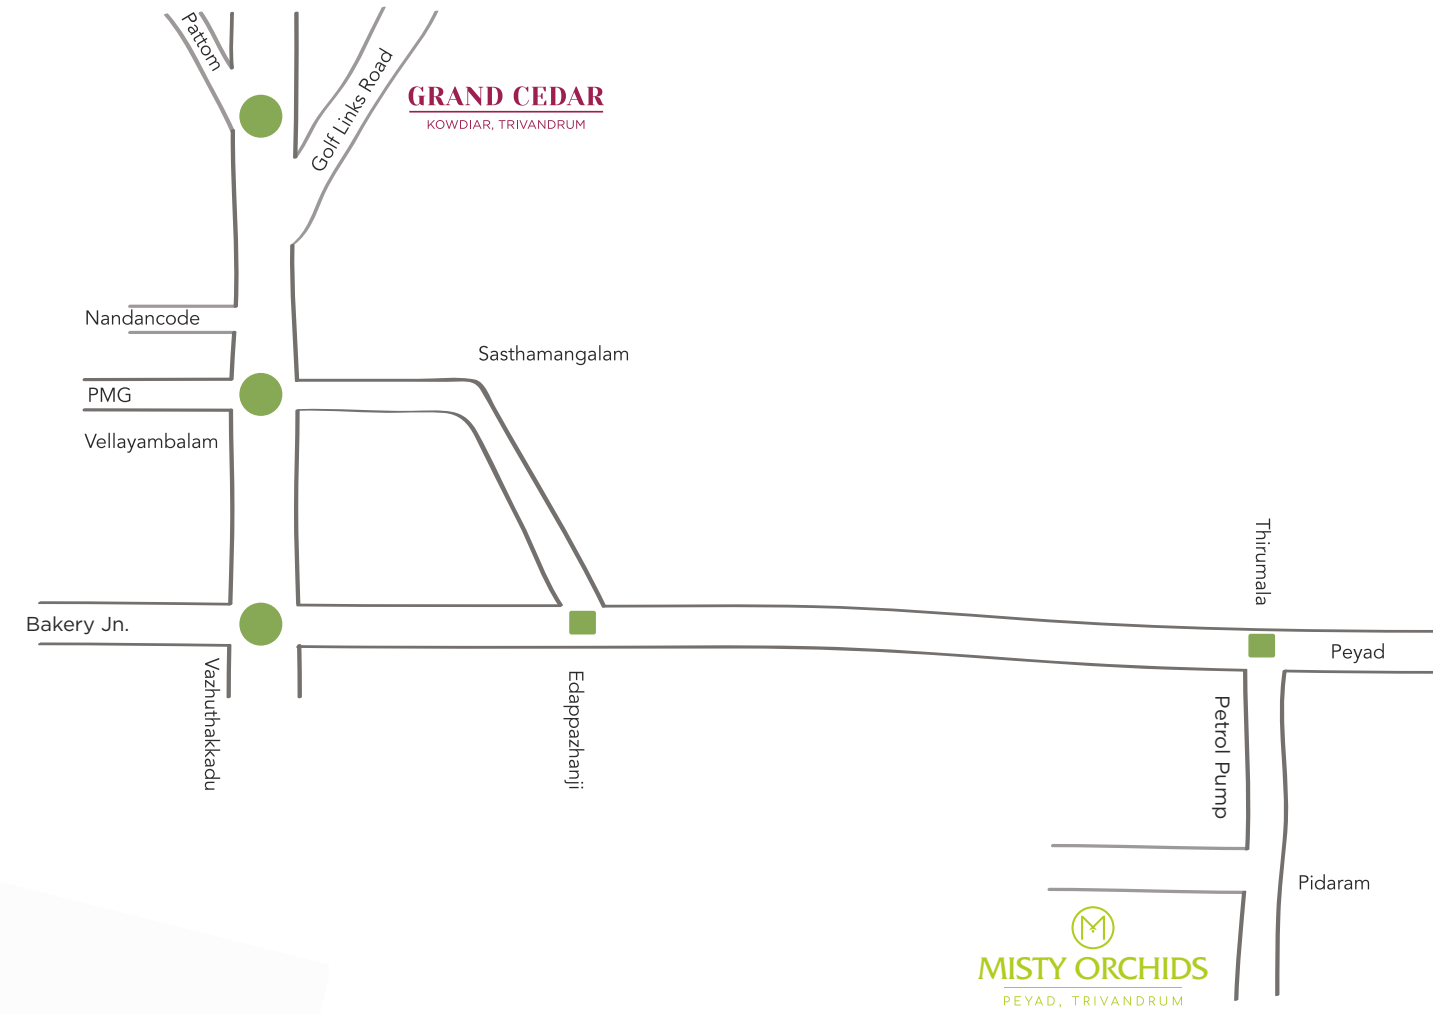 Pattom
Golf Links Road
GRAND CEDAR
KOWDIAR, TRIVANDRUM
Nandancode
Sasthamangalam
PMG
Vellayambalam
Thirumala
Bakery Jn.
Peyad
Vazhuthakkadu
Edappazhanji
Petrol Pump
Pidaram
MISTY ORCHIDS
PEYAD, TRIVANDRUM